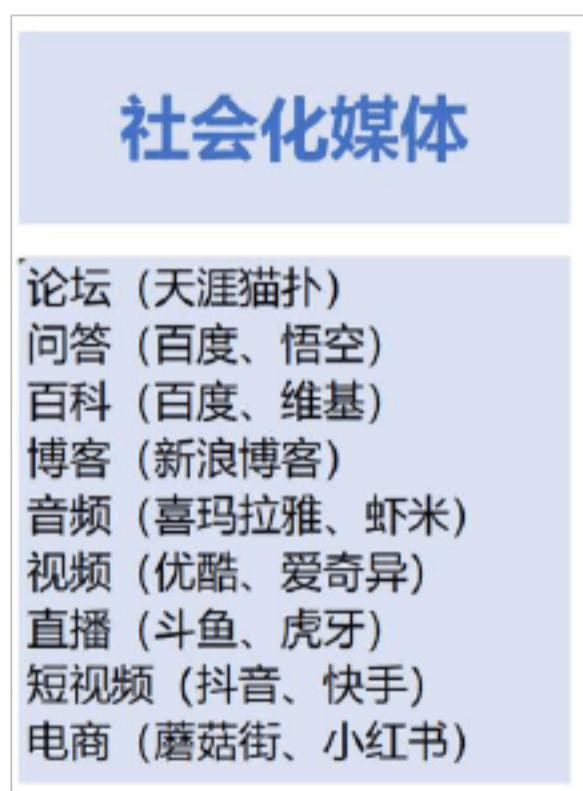 社会化媒体
论坛（天涯猫扑）
问答（百度、悟空）
百科（百度、维基）
博客（新浪博客）
音频（喜玛拉雅、虾米）
视频（优酷、爱奇异）
直播（斗鱼、虎牙）
短视频（抖音、快手）
电商（蘑菇街、小红书）